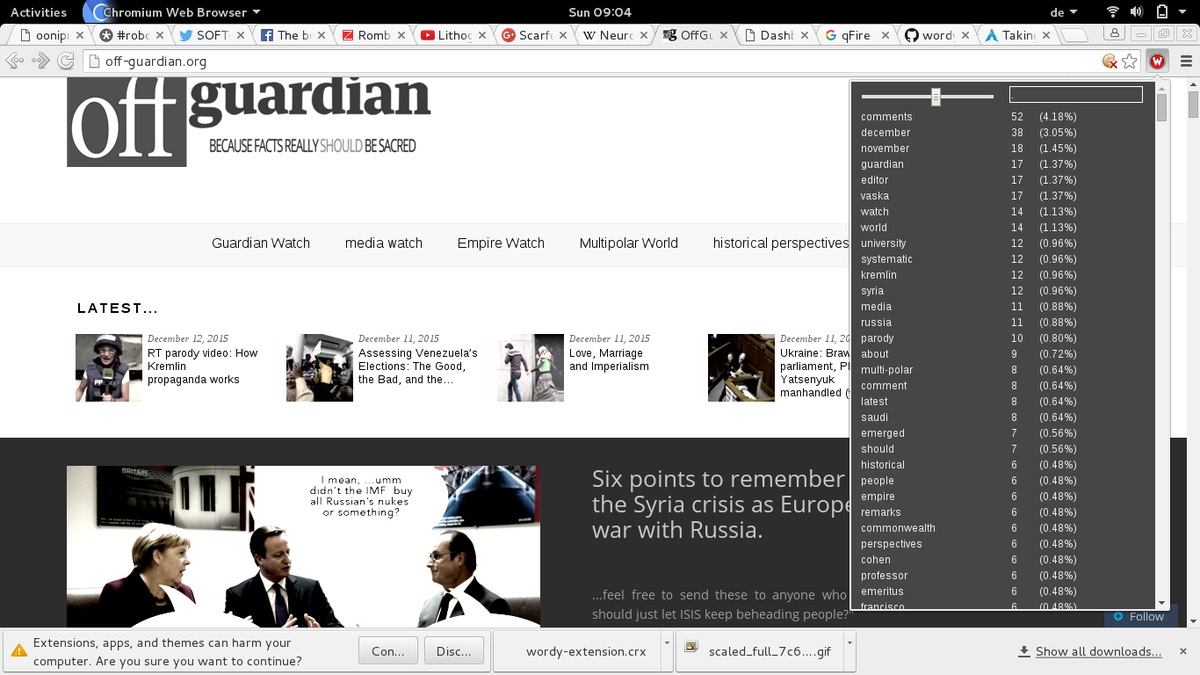 Activities Chromium Web Browser Sun 09:04 de
oonip #robo SOFT The b Romb Lithog Scarf Neuro OffGu Dash qFire wordy Taking
off-guardian.org
off guardian
BECAUSE FACTS REALLY SHOULD BE SACRED
Guardian Watch media watch Empire Watch Multipolar World historical perspectives
LATEST...
December 12, 2015
RT parody video: How
Kremlin
propaganda works
December 11, 2015
Assessing Venezuela's
Elections: The Good,
the Bad, and the...
December 11, 2015
Love, Marriage
and Imperialism
December 11, 20
Ukraine: Braw
parliament, P
Yatsenyuk
manhandled (
BRITAIN
I mean, ...umm
didn't the IMF buy
all Russian's nukes
or something?
Six points to remember
the Syria crisis as Europe
war with Russia.
...feel free to send these to anyone who
should just let ISIS keep beheading people?
comments 52 (4.18%)
december 38 (3.05%)
november 18 (1.45%)
guardian 17 (1.37%)
editor 17 (1.37%)
vaska 17 (1.37%)
watch 14 (1.13%)
world 14 (1.13%)
university 12 (0.96%)
systematic 12 (0.96%)
kremlin 12 (0.96%)
syria 12 (0.96%)
media 11 (0.88%)
russia 11 (0.88%)
parody 10 (0.80%)
about 9 (0.72%)
multi-polar 8 (0.64%)
comment 8 (0.64%)
latest 8 (0.64%)
saudi 8 (0.64%)
emerged 7 (0.56%)
should 7 (0.56%)
historical 6 (0.48%)
people 6 (0.48%)
empire 6 (0.48%)
remarks 6 (0.48%)
commonwealth 6 (0.48%)
perspectives 6 (0.48%)
cohen 6 (0.48%)
professor 6 (0.48%)
emeritus 6 (0.48%)
francisco 6 (0.48%)
Follow
Extensions, apps, and themes can harm your
computer. Are you sure you want to continue?
Con... Disc... wordy-extension.crx scaled_full_7c6....gif Show all downloads...